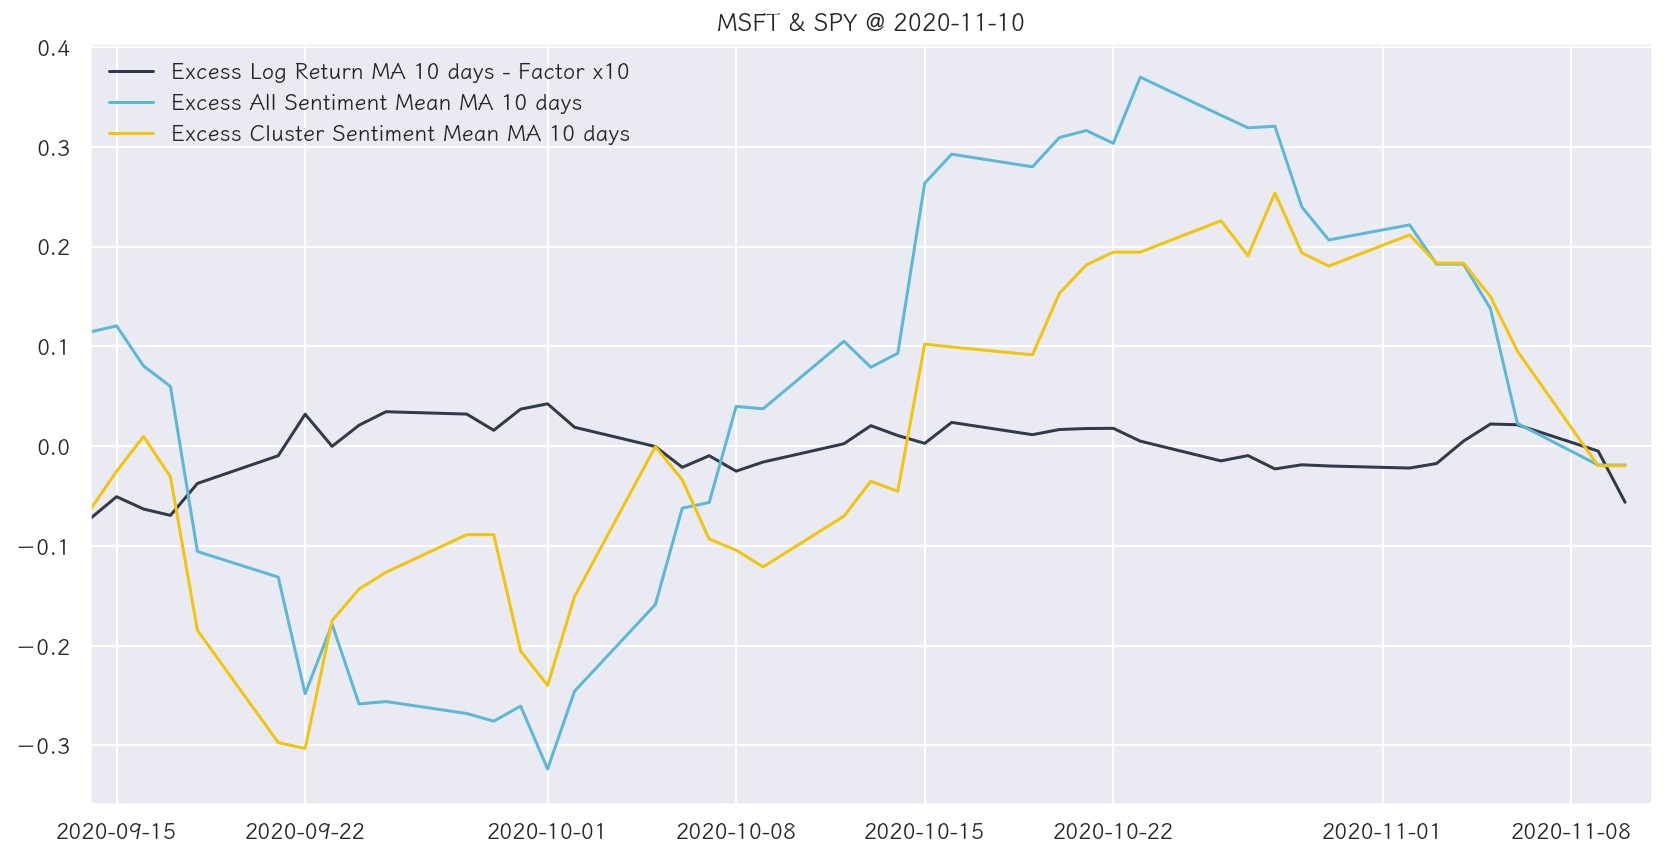 MSFT & SPY @ 2020-11-10
Excess Log Return MA 10 days - Factor x10
Excess All Sentiment Mean MA 10 days
Excess Cluster Sentiment Mean MA 10 days
0.4
0.3
0.2
0.1
0.0
−0.1
−0.2
−0.3
2020-09-15 2020-09-22 2020-10-01 2020-10-08 2020-10-15 2020-10-22 2020-11-01 2020-11-08